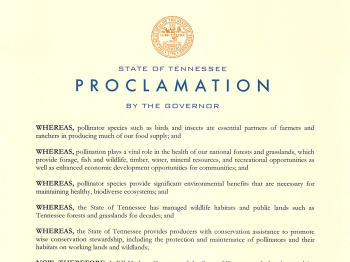 STATE OF TENNESSEE
PROCLAMATION
BY THE GOVERNOR
WHEREAS, pollinator species such as birds and insects are essential partners of farmers and
ranchers in producing much of our food supply; and
WHEREAS, pollination plays a vital role in the health of our national forests and grasslands, which
provide forage, fish and wildlife, timber, water, mineral resources, and recreational opportunities as
well as enhanced economic development opportunities for communities; and
WHEREAS, pollinator species provide significant environmental benefits that are necessary for
maintaining healthy, biodiverse ecosystems; and
WHEREAS, the State of Tennessee has managed wildlife habitats and public lands such as
Tennessee forests and grasslands for decades; and
WHEREAS, the State of Tennessee provides producers with conservation assistance to promote
wise conservation stewardship, including the protection and maintenance of pollinators and their
habitats on working lands and wildlands;